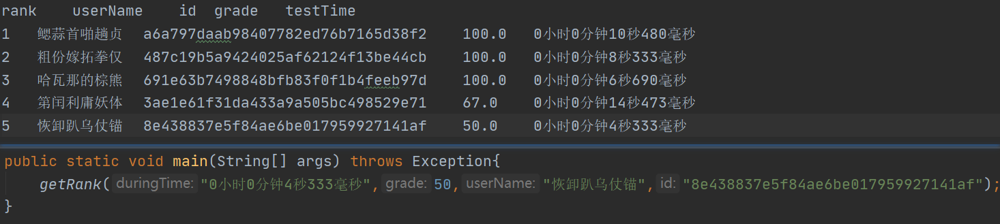 rank userName id grade testTime
1 鳃蒜首啪趟贞 a6a797daab98407782ed76b7165d38f2 100.0 0小时0分钟10秒480毫秒
2 粗份嫁拓拳仅 487c19b5a9424025af62124f13be44cb 100.0 0小时0分钟8秒333毫秒
3 哈瓦那的棕熊 691e63b7498848bfb83f0f1b4feeb97d 100.0 0小时0分钟6秒690毫秒
4 第闰利庸妖体 3ae1e61f31da433a9a505bc498529e71 67.0 0小时0分钟14秒473毫秒
5 恢卸趴乌仗锚 8e438837e5f84ae6be017959927141af 50.0 0小时0分钟4秒333毫秒
public static void main(String[] args) throws Exception{
getRank( duringTime: "0小时0分钟4秒333毫秒", grade: 50, userName: "恢卸趴乌仗锚", id: "8e438837e5f84ae6be017959927141af");
}